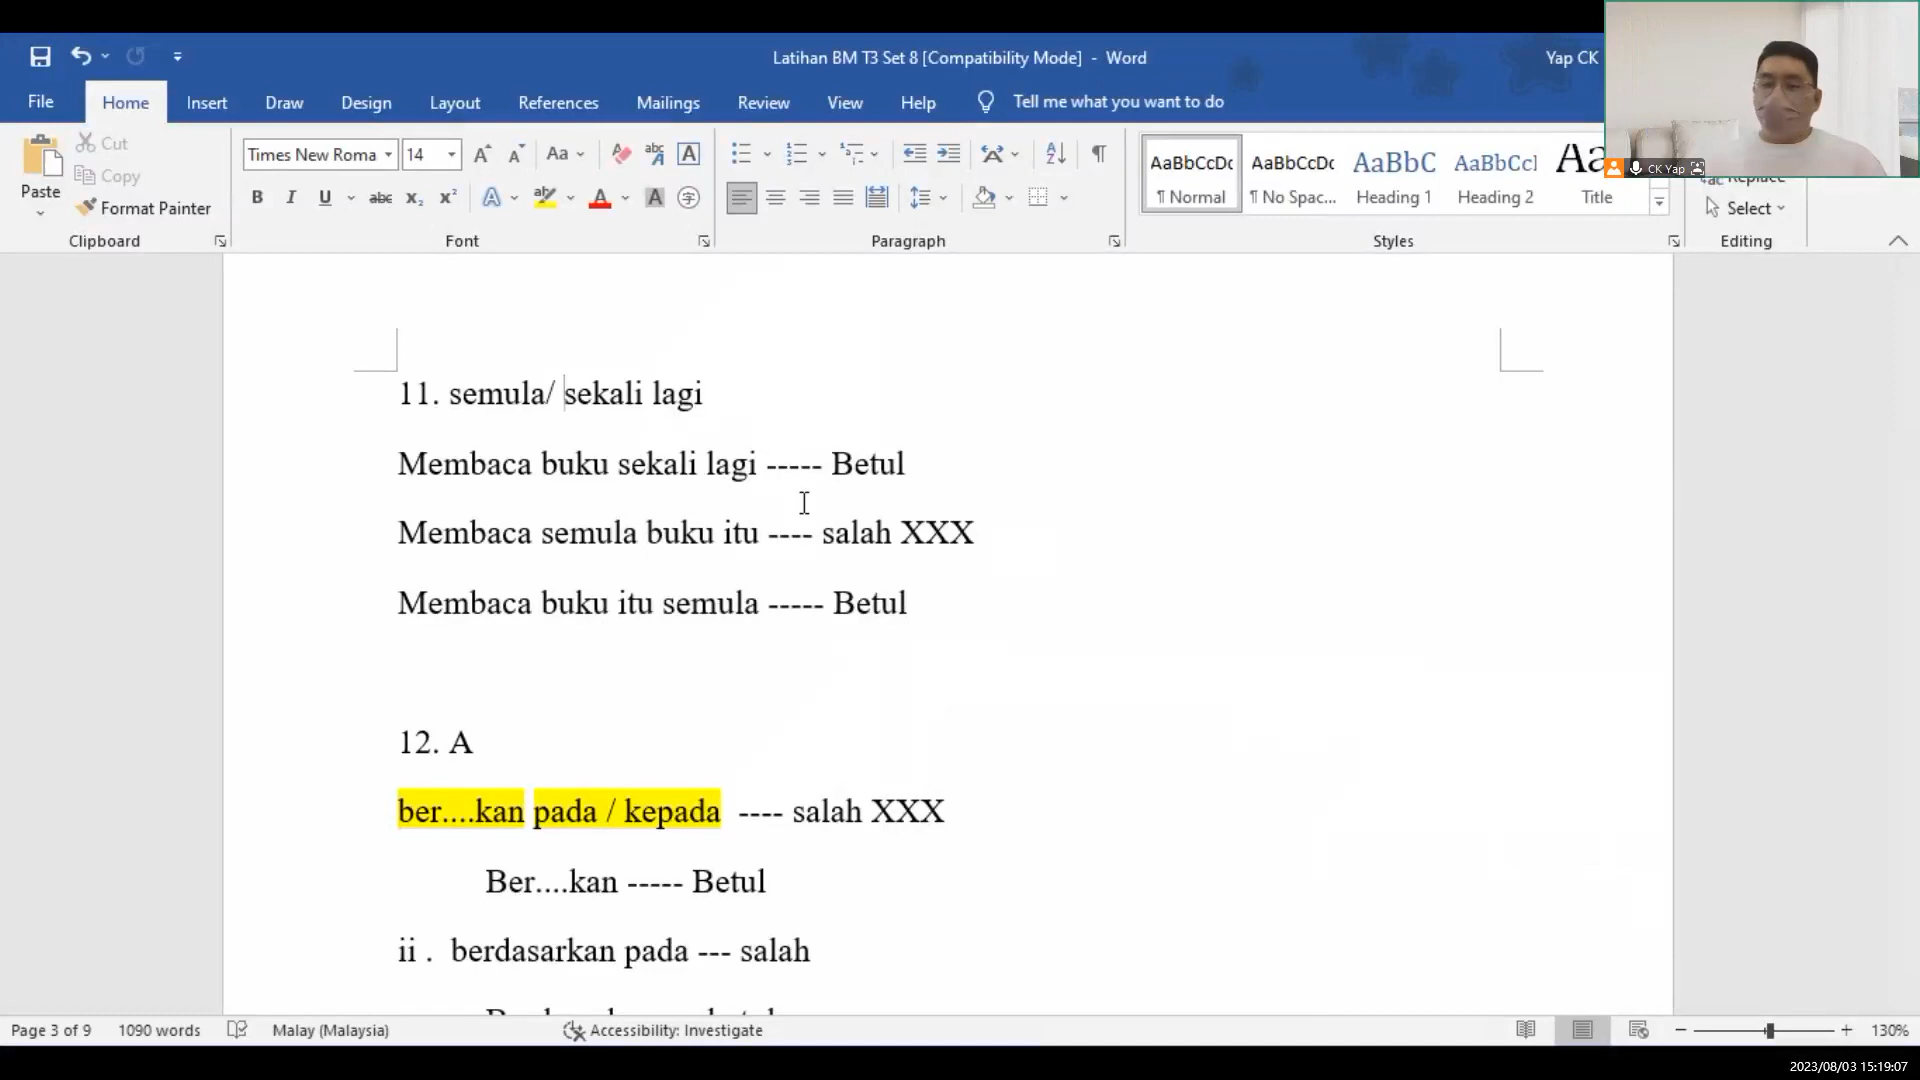 Latihan BM T3 Set 8 [Compatibility Mode] - Word
Yap CK
File Home Insert Draw Design Layout References Mailings Review View Help Tell me what you want to do
Paste
Cut
Copy
Format Painter
Clipboard
Times New Roma 14
Font
Paragraph
AaBbCcDc AaBbCcDc AaBbC AaBbCcl Aa
¶ Normal ¶ No Spac... Heading 1 Heading 2 Title
Styles
Replace
Select
Editing
CK Yap
11. semula/ sekali lagi
Membaca buku sekali lagi ----- Betul
Membaca semula buku itu ---- salah XXX
Membaca buku itu semula ----- Betul
12. A
ber....kan pada / kepada ---- salah XXX
Ber....kan ----- Betul
ii . berdasarkan pada --- salah
Page 3 of 9 1090 words Malay (Malaysia) Accessibility: Investigate 130%
2023/08/03 15:19:07